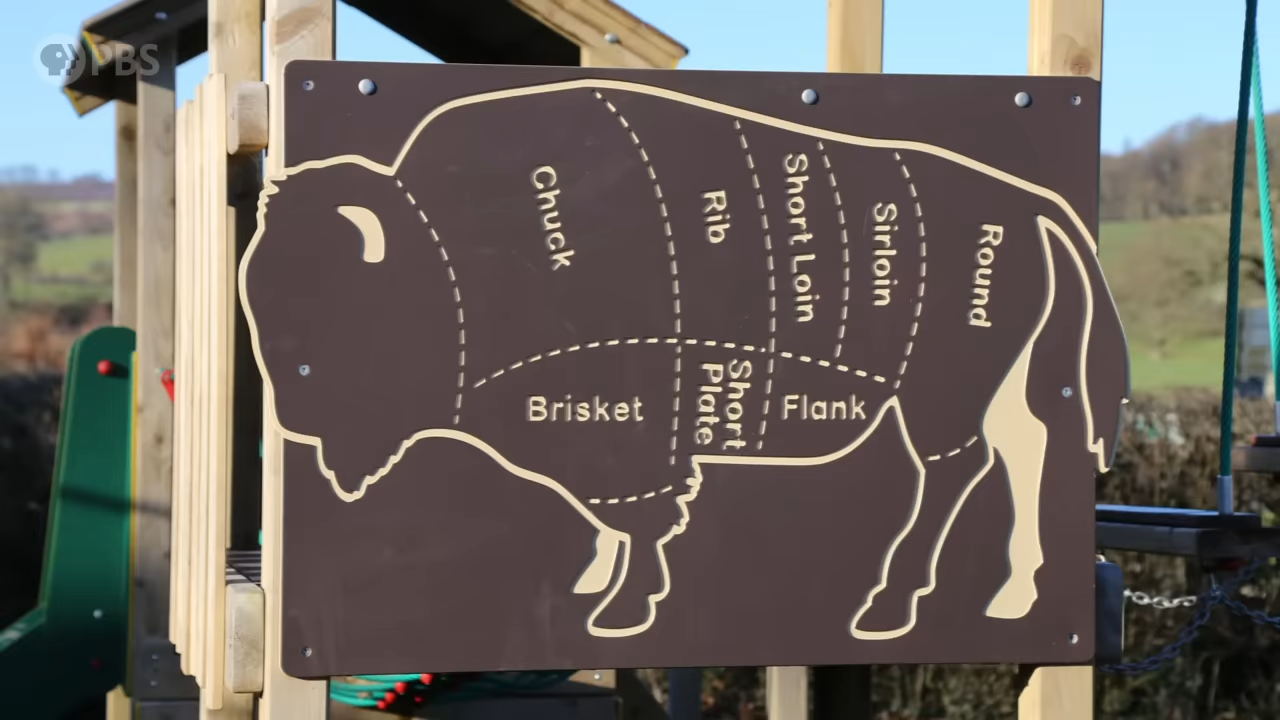 PBS
Chuck
Rib
Short Loin
Sirloin
Round
Brisket
Short
Plate
Flank